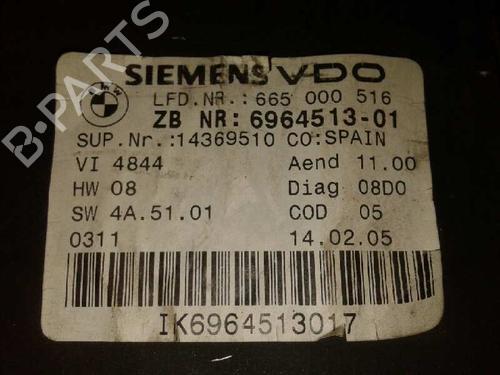 B-PARTS
BMW
SIEMENS VDO
LFD.NR.:665 000 516
ZB NR:6964513-01
SUP.Nr.:14369510 CO:SPAIN
VI 4844 Aend 11.00
HW 08 Diag 08D0
SW 4A.51.01 COD 05
0311 14.02.05
IK6964513017